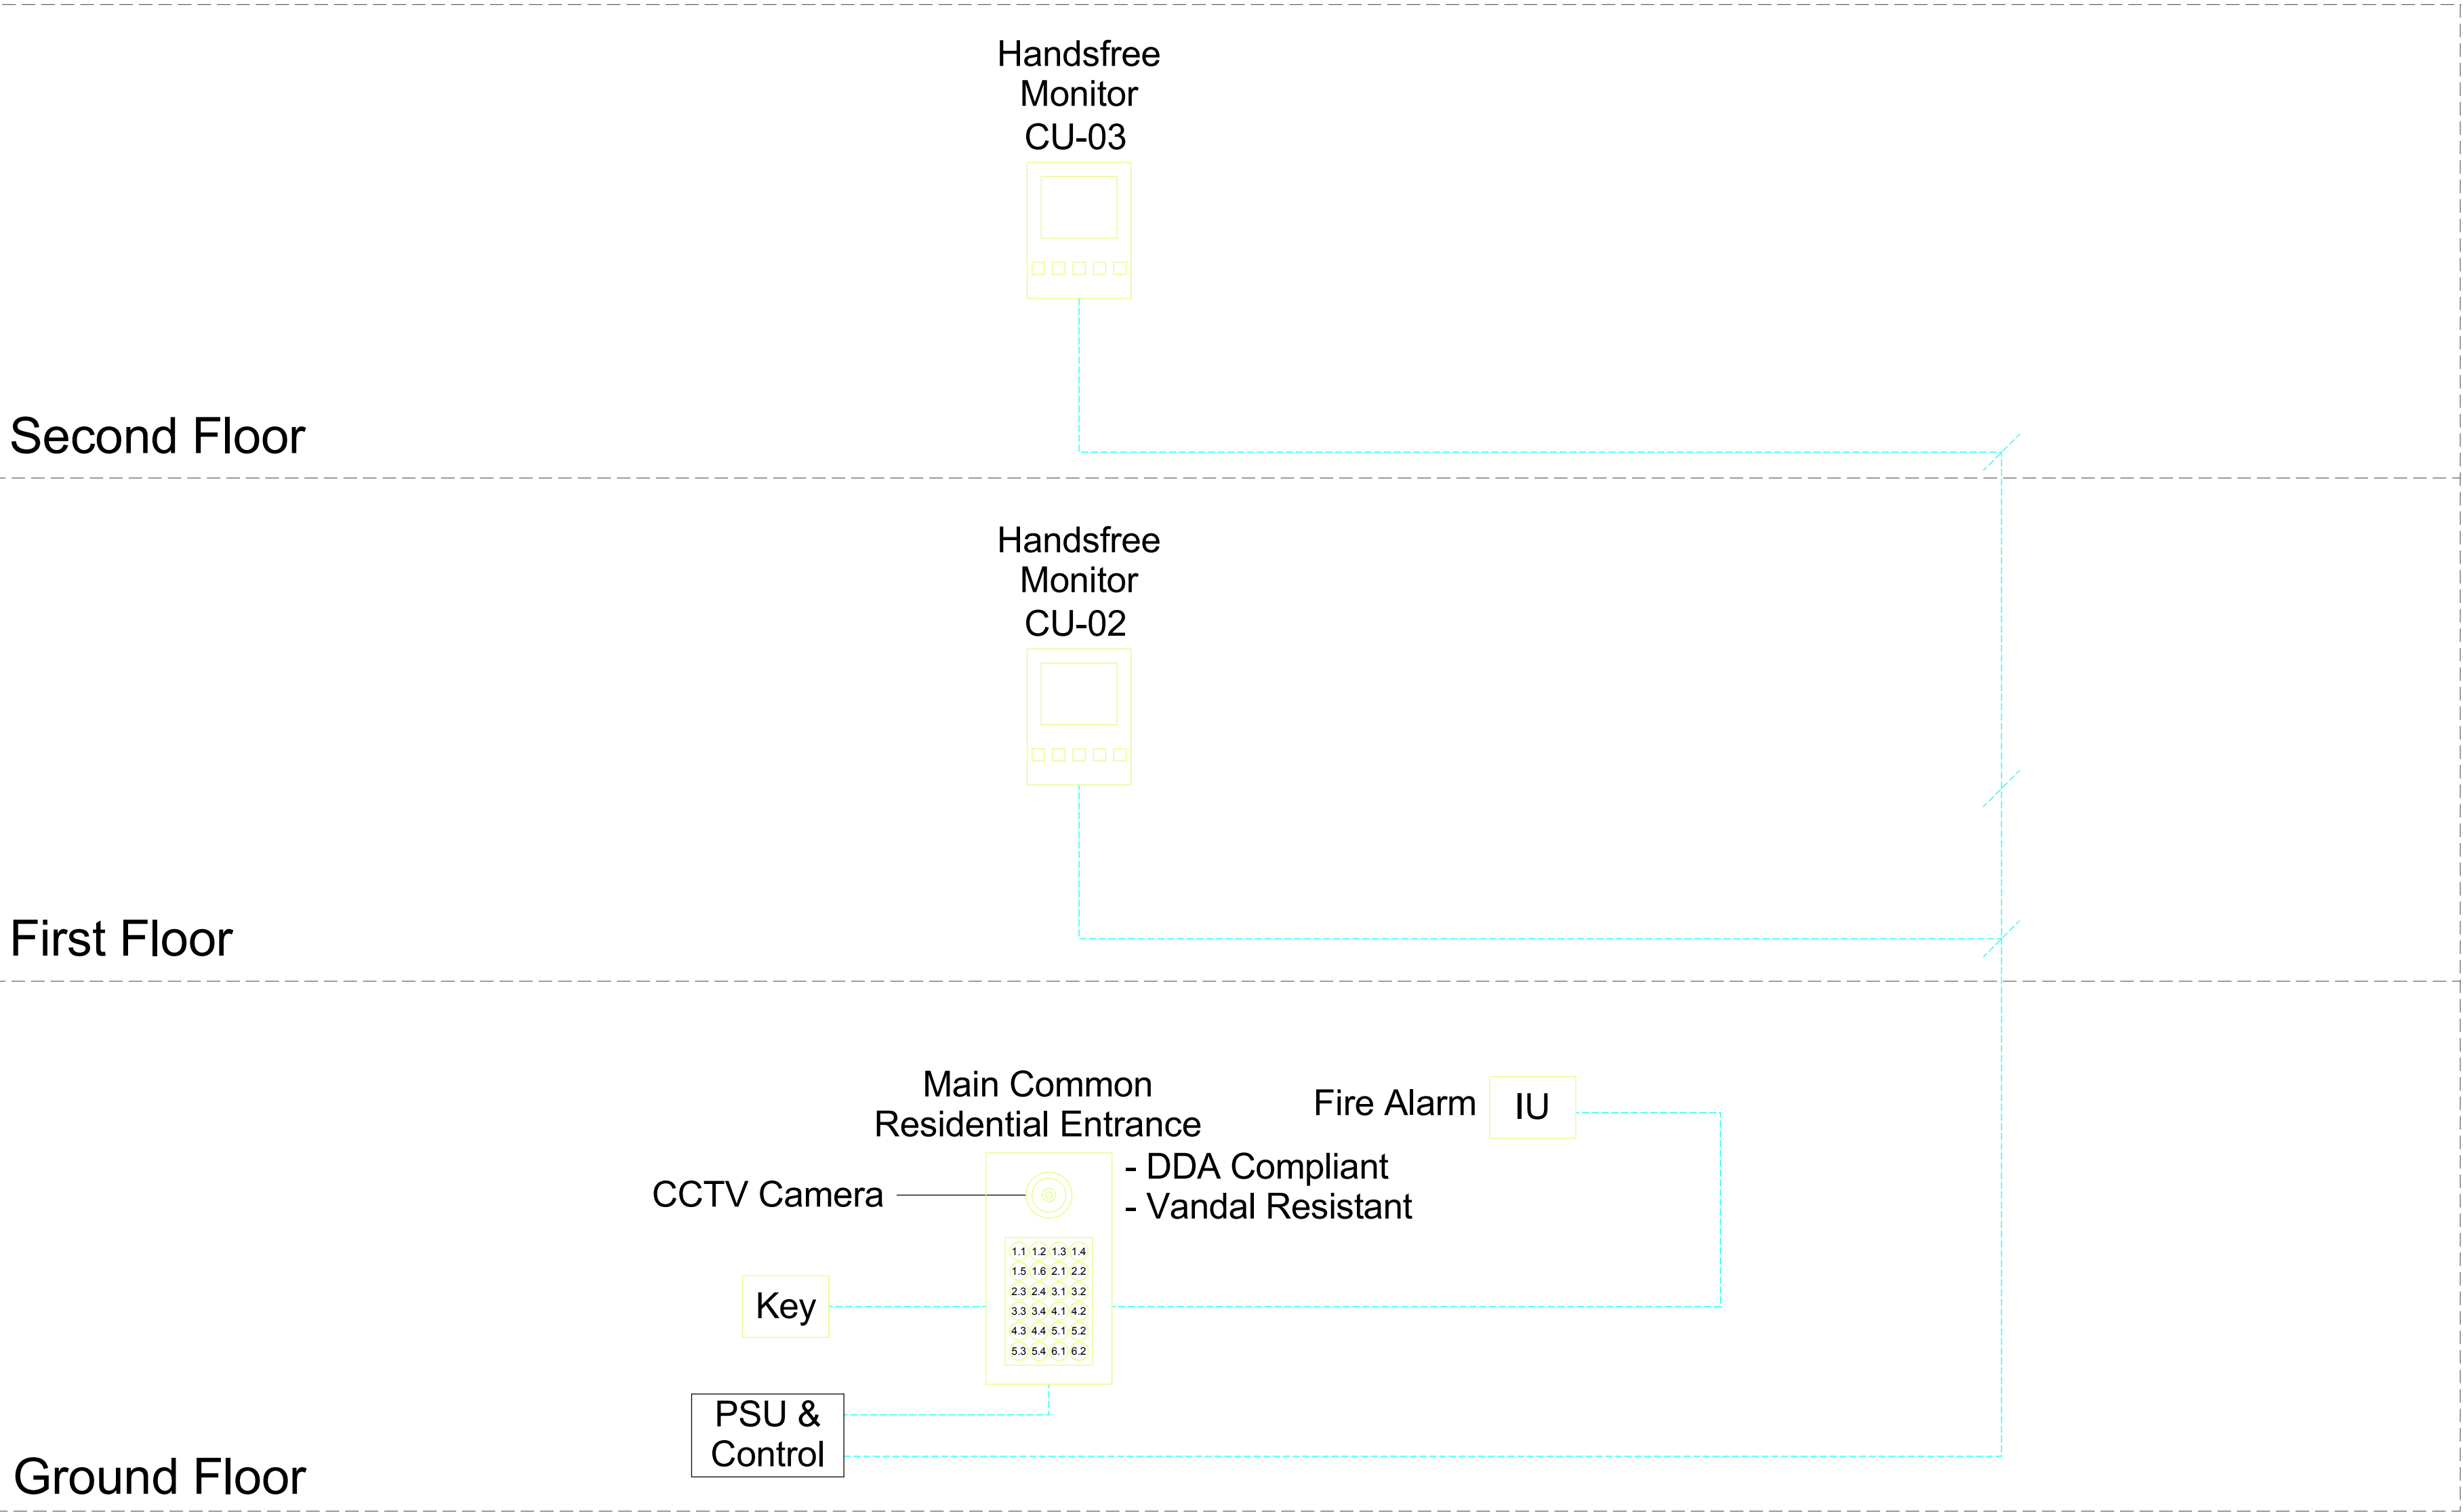 Handsfree
Monitor
CU-03
Second Floor
Handsfree
Monitor
CU-02
First Floor
Main Common
Residential Entrance
Fire Alarm
IU
- DDA Compliant
- Vandal Resistant
CCTV Camera
1.1 1.2 1.3 1.4
1.5 1.6 2.1 2.2
2.3 2.4 3.1 3.2
3.3 3.4 4.1 4.2
4.3 4.4 5.1 5.2
5.3 5.4 6.1 6.2
Key
PSU &
Control
Ground Floor